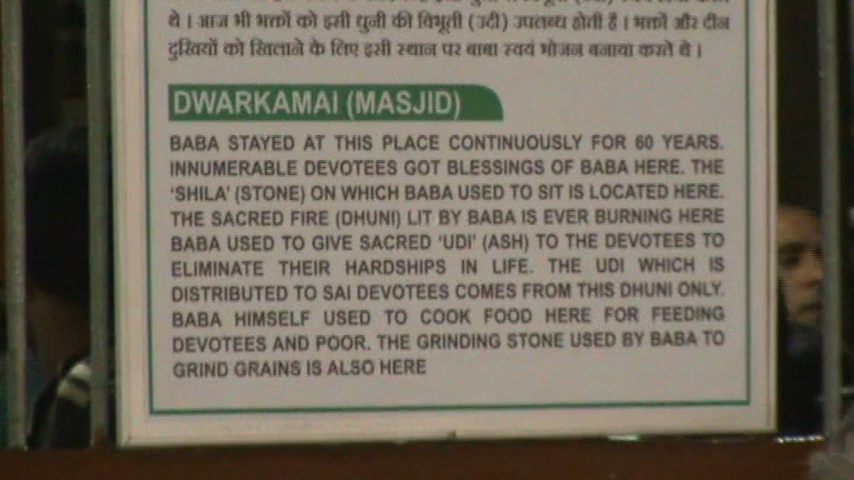 थे । आज भी भक्तों को इसी धुनी की विभूती (उदी) उपलब्ध होती है । भक्तों और दीन
दुखियों को खिलाने के लिए इसी स्थान पर बाबा स्वयं भोजन बनाया करते थे ।
DWARKAMAI (MASJID)
BABA STAYED AT THIS PLACE CONTINUOUSLY FOR 60 YEARS.
INNUMERABLE DEVOTEES GOT BLESSINGS OF BABA HERE. THE
'SHILA' (STONE) ON WHICH BABA USED TO SIT IS LOCATED HERE.
THE SACRED FIRE (DHUNI) LIT BY BABA IS EVER BURNING HERE
BABA USED TO GIVE SACRED 'UDI' (ASH) TO THE DEVOTEES TO
ELIMINATE THEIR HARDSHIPS IN LIFE. THE UDI WHICH IS
DISTRIBUTED TO SAI DEVOTEES COMES FROM THIS DHUNI ONLY.
BABA HIMSELF USED TO COOK FOOD HERE FOR FEEDING
DEVOTEES AND POOR. THE GRINDING STONE USED BY BABA TO
GRIND GRAINS IS ALSO HERE